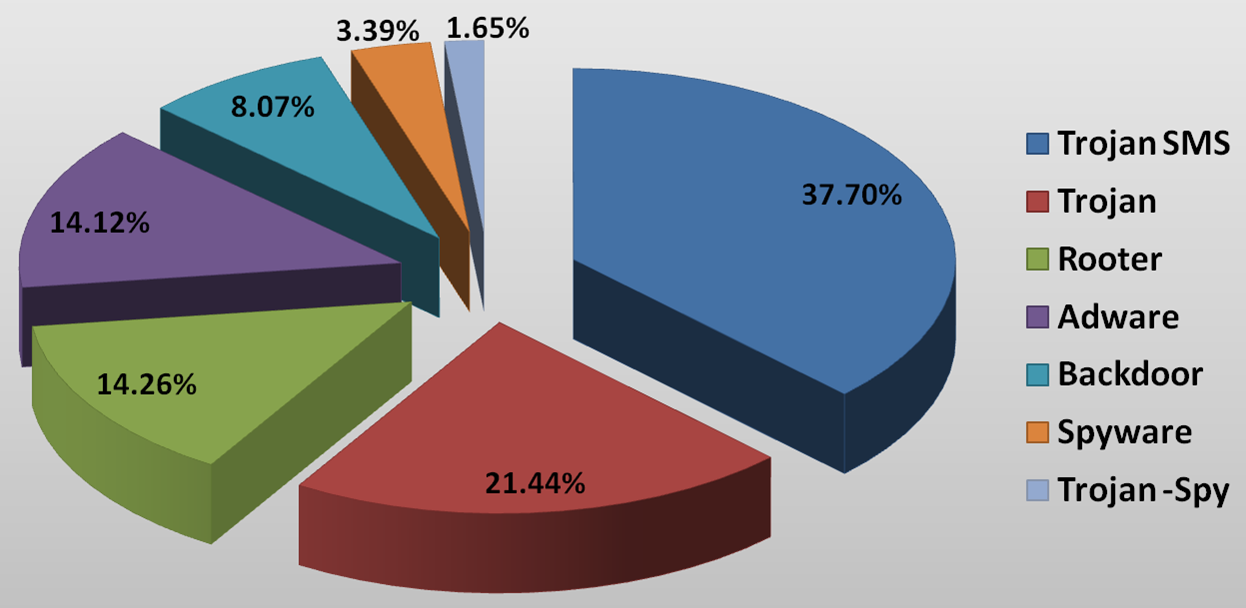 3.39%
1.65%
8.07%
37.70%
14.12%
14.26%
21.44%
Trojan SMS
Trojan
Rooter
Adware
Backdoor
Spyware
Trojan -Spy